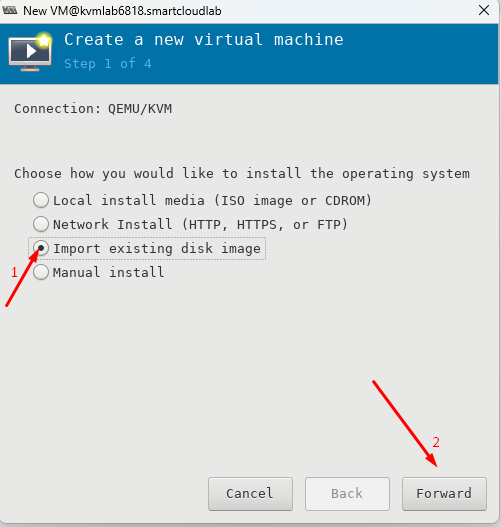 New VM@kvmlab6818.smartcloudlab
Create a new virtual machine
Step 1 of 4
Connection: QEMU/KVM
Choose how you would like to install the operating system
Local install media (ISO image or CDROM)
Network Install (HTTP, HTTPS, or FTP)
Import existing disk image
1
Manual install
2
Cancel
Back
Forward